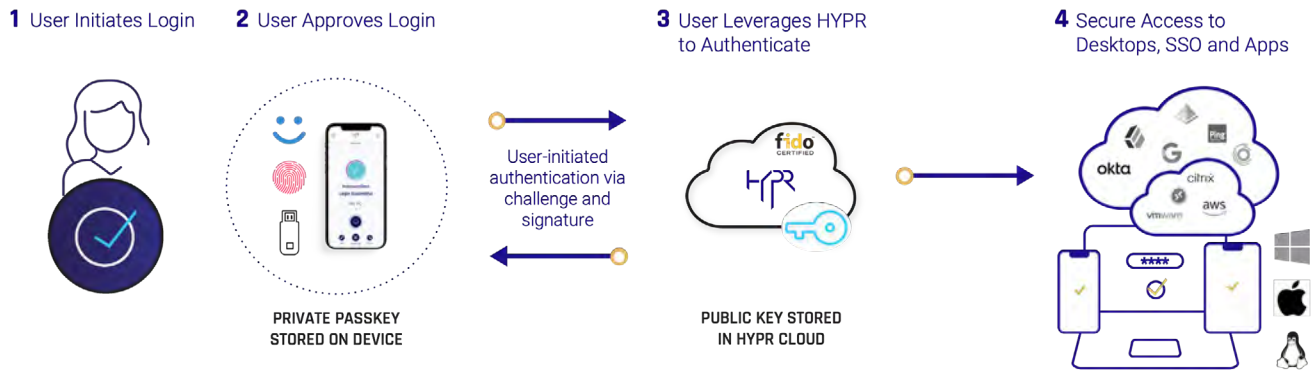 1 User Initiates Login
2 User Approves Login
3 User Leverages HYPR
to Authenticate
4 Secure Access to
Desktops, SSO and Apps
User-initiated
authentication via
challenge and
signature
PRIVATE PASSKEY
STORED ON DEVICE
fido
CERTIFIED
HYPR
PUBLIC KEY STORED
IN HYPR CLOUD
Ping
G
okta
citrix
vmware
aws
****